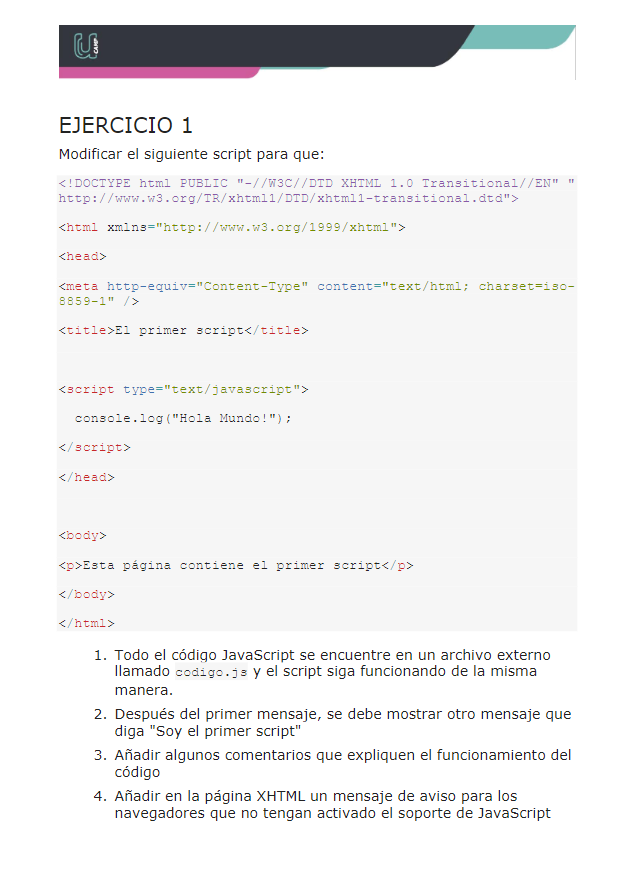 U CAMP
EJERCICIO 1
Modificar el siguiente script para que:
<!DOCTYPE html PUBLIC "-//W3C//DTD XHTML 1.0 Transitional//EN" "
http://www.w3.org/TR/xhtml1/DTD/xhtml1-transitional.dtd">
<html xmlns="http://www.w3.org/1999/xhtml">
<head>
<meta http-equiv="Content-Type" content="text/html; charset=iso-
8859-1" />
<title>El primer script</title>
<script type="text/javascript">
console.log("Hola Mundo!");
</script>
</head>
<body>
<p>Esta página contiene el primer script</p>
</body>
</html>
1. Todo el código JavaScript se encuentre en un archivo externo
llamado codigo.js y el script siga funcionando de la misma
manera.
2. Después del primer mensaje, se debe mostrar otro mensaje que
diga "Soy el primer script"
3. Añadir algunos comentarios que expliquen el funcionamiento del
código
4. Añadir en la página XHTML un mensaje de aviso para los
navegadores que no tengan activado el soporte de JavaScript